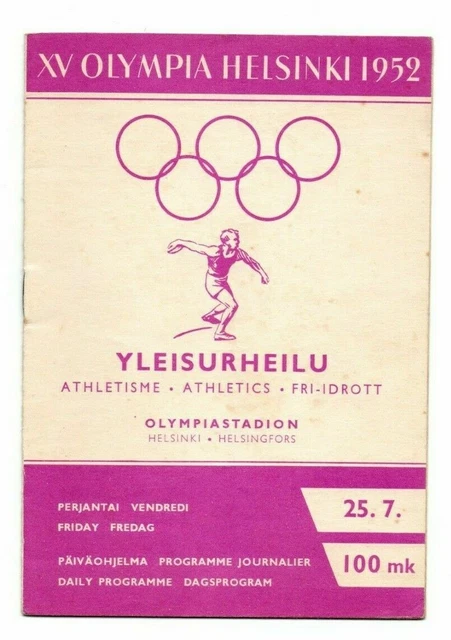 XV OLYMPIA HELSINKI 1952
YLEISURHEILU
ATHLETISME • ATHLETICS • FRI-IDROTT
OLYMPIASTADION
HELSINKI • HELSINGFORS
PERJANTAI VENDREDI
FRIDAY FREDAG
25. 7.
PÄIVÄOHJELMA PROGRAMME JOURNALIER
DAILY PROGRAMME DAGSPROGRAM
100 mk